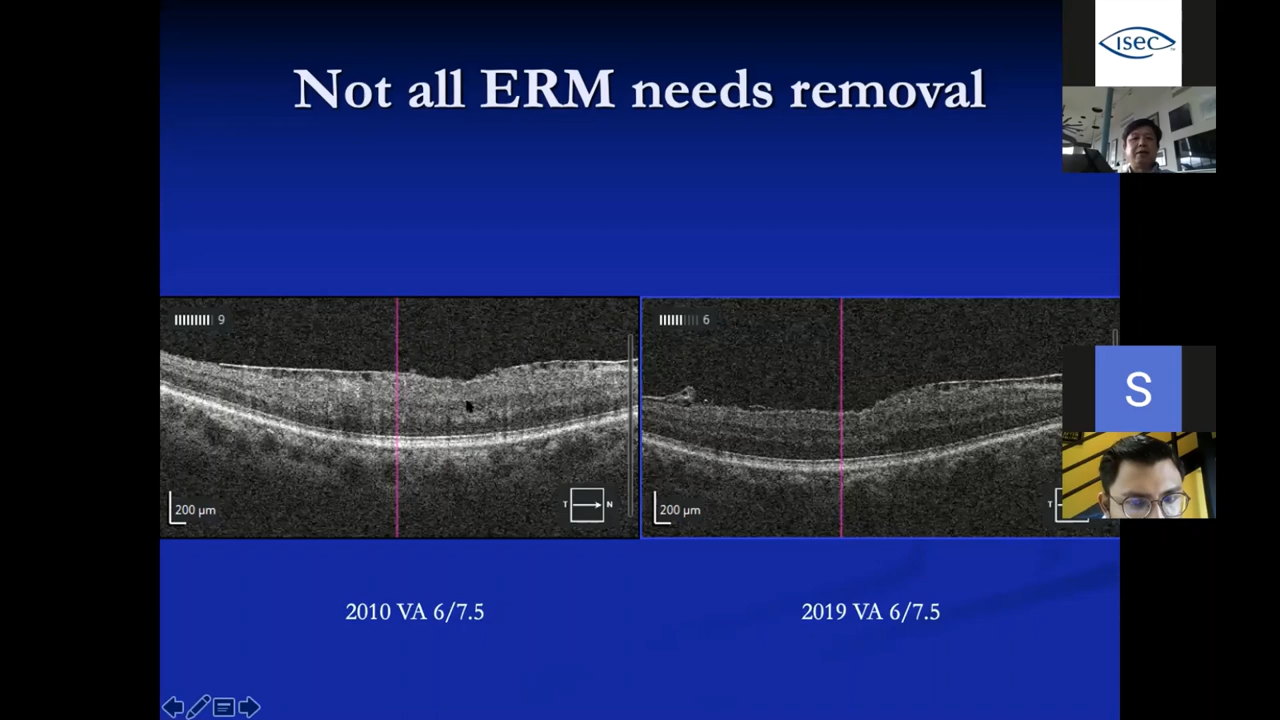 Not all ERM needs removal
ISEC
9
6
S
200 µm
T N
200 µm
T
2010 VA 6/7.5
2019 VA 6/7.5